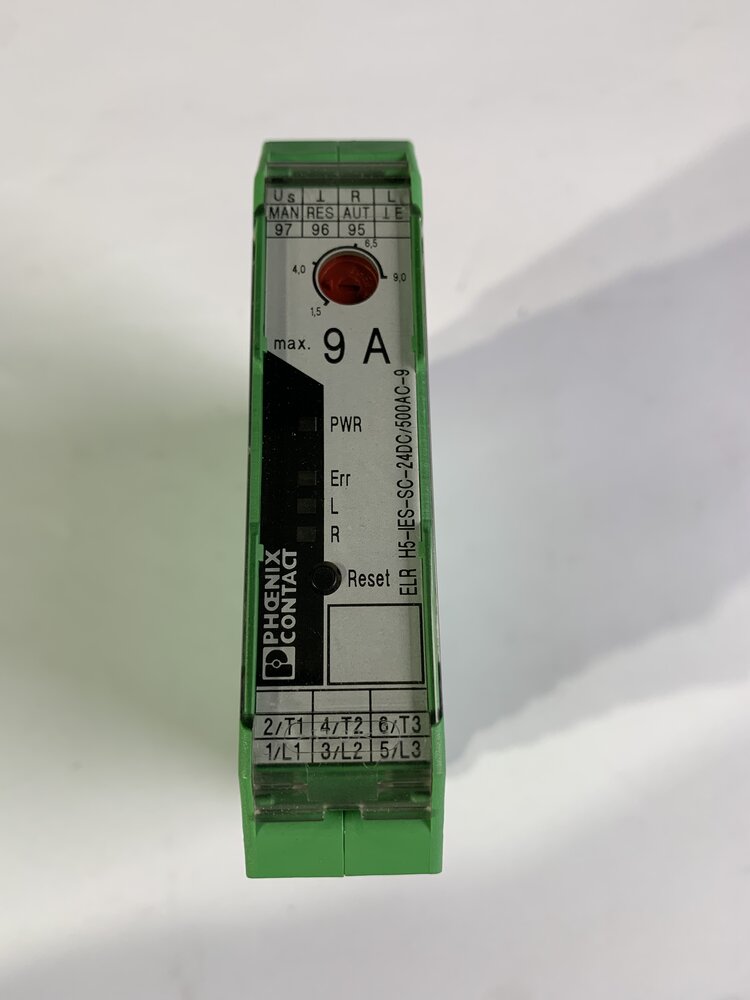 Us ⊥ R L
MAN RES AUT ⊥E
97 96 95
6,5
4,0
9,0
1,5
max. 9 A
PWR
Err
L
R
Reset
ELR H5-IES-SC-24DC/500AC-9
PHŒNIX
CONTACT
2/T1 4/T2 6/T3
1/L1 3/L2 5/L3